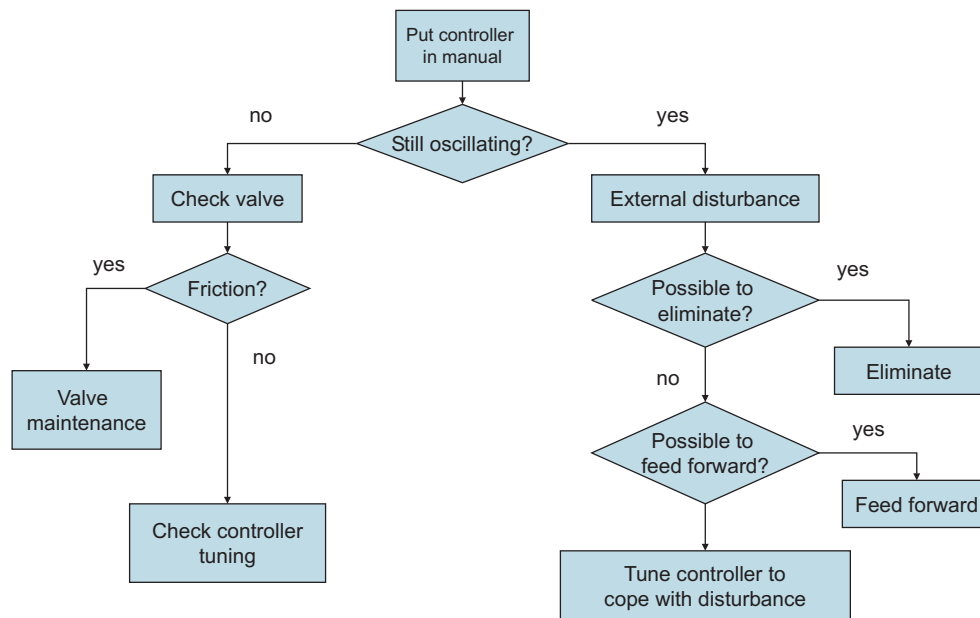 Put controller
in manual
no
yes
Still oscillating?
Check valve
External disturbance
yes
Friction?
no
Possible to
eliminate?
yes
Valve
maintenance
Eliminate
no
Possible to
feed forward?
yes
Feed forward
Check controller
tuning
Tune controller to
cope with disturbance